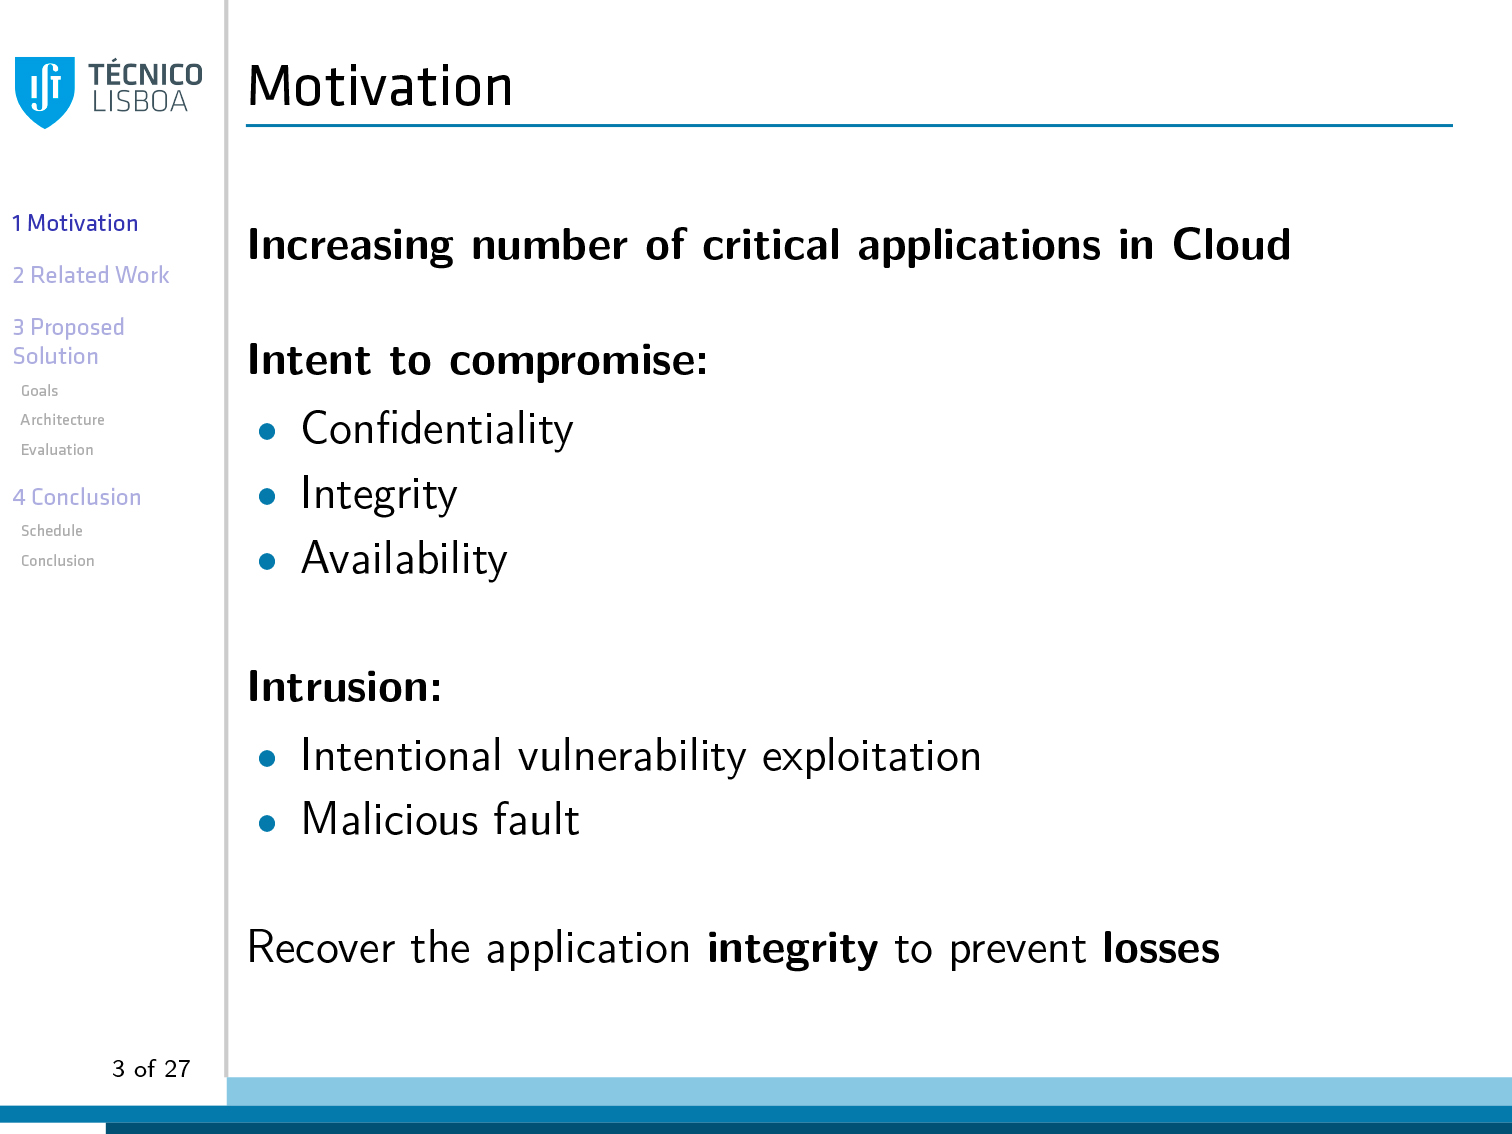 TÉCNICO
LISBOA
1 Motivation
2 Related Work
3 Proposed
Solution
Goals
Architecture
Evaluation
4 Conclusion
Schedule
Conclusion
3 of 27
Motivation
Increasing number of critical applications in Cloud
Intent to compromise:
• Confidentiality
• Integrity
• Availability
Intrusion:
• Intentional vulnerability exploitation
• Malicious fault
Recover the application integrity to prevent losses